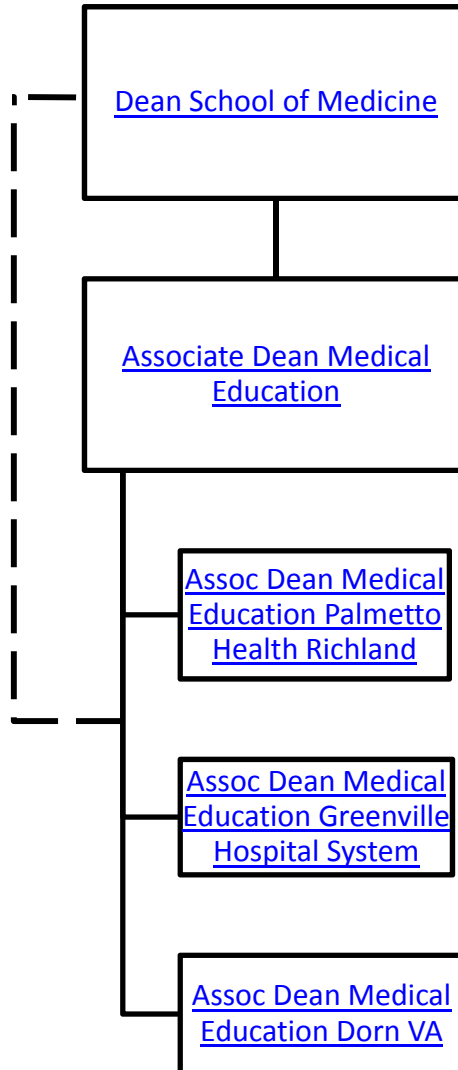 Dean School of Medicine
Associate Dean Medical
Education
Assoc Dean Medical
Education Palmetto
Health Richland
Assoc Dean Medical
Education Greenville
Hospital System
Assoc Dean Medical
Education Dorn VA